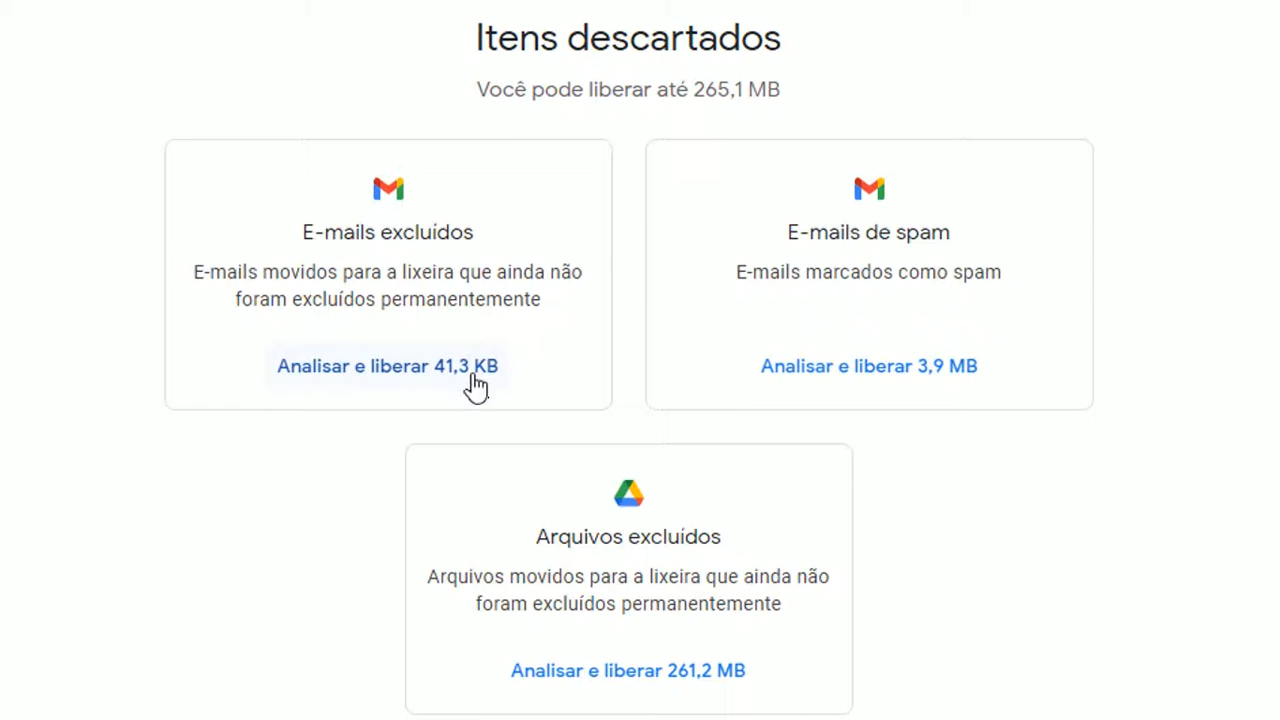 Itens descartados
Você pode liberar até 265,1 MB
E-mails excluídos
E-mails movidos para a lixeira que ainda não
foram excluídos permanentemente
Analisar e liberar 41,3 KB
E-mails de spam
E-mails marcados como spam
Analisar e liberar 3,9 MB
Arquivos excluídos
Arquivos movidos para a lixeira que ainda não
foram excluídos permanentemente
Analisar e liberar 261,2 MB